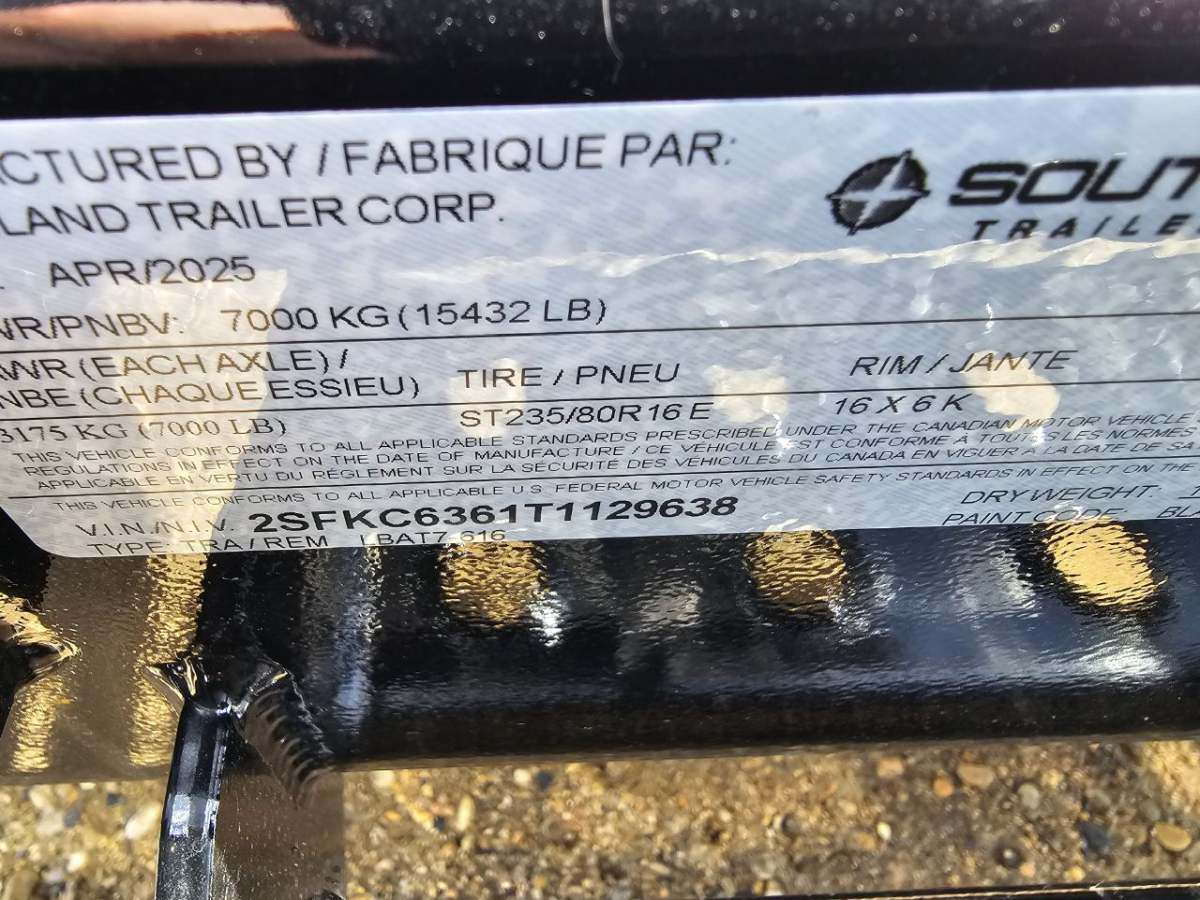 CTURED BY / FABRIQUE PAR:
LAND TRAILER CORP.
SOUT
TRAILE
APR/2025
WR/PNBV: 7000 KG (15432 LB)
WR (EACH AXLE) /
NBE (CHAQUE ESSIEU)
TIRE / PNEU
RIM / JANTE
3175 KG (7000 LB)
ST235/80R16 E
16 X 6 K
THIS VEHICLE CONFORMS TO ALL APPLICABLE STANDARDS PRESCRIBED UNDER THE CANADIAN MOTOR VEHICLE
REGULATIONS IN EFFECT ON THE DATE OF MANUFACTURE / CE VÉHICULE EST CONFORME À TOUTES LES NORMES
APPLICABLE EN VERTU DU RÉGLEMENT SUR LA SÉCURITÉ DES VÉHICULES DU CANADA EN VIGUER A LA DATE DE SA
THIS VEHICLE CONFORMS TO ALL APPLICABLE U.S. FEDERAL MOTOR VEHICLE SAFETY STANDARDS IN EFFECT ON THE
V.I.N./N.I.V. 2SFKC6361T1129638
DRY WEIGHT:
TYPE: TRA/REM
PAINT CODE: BL